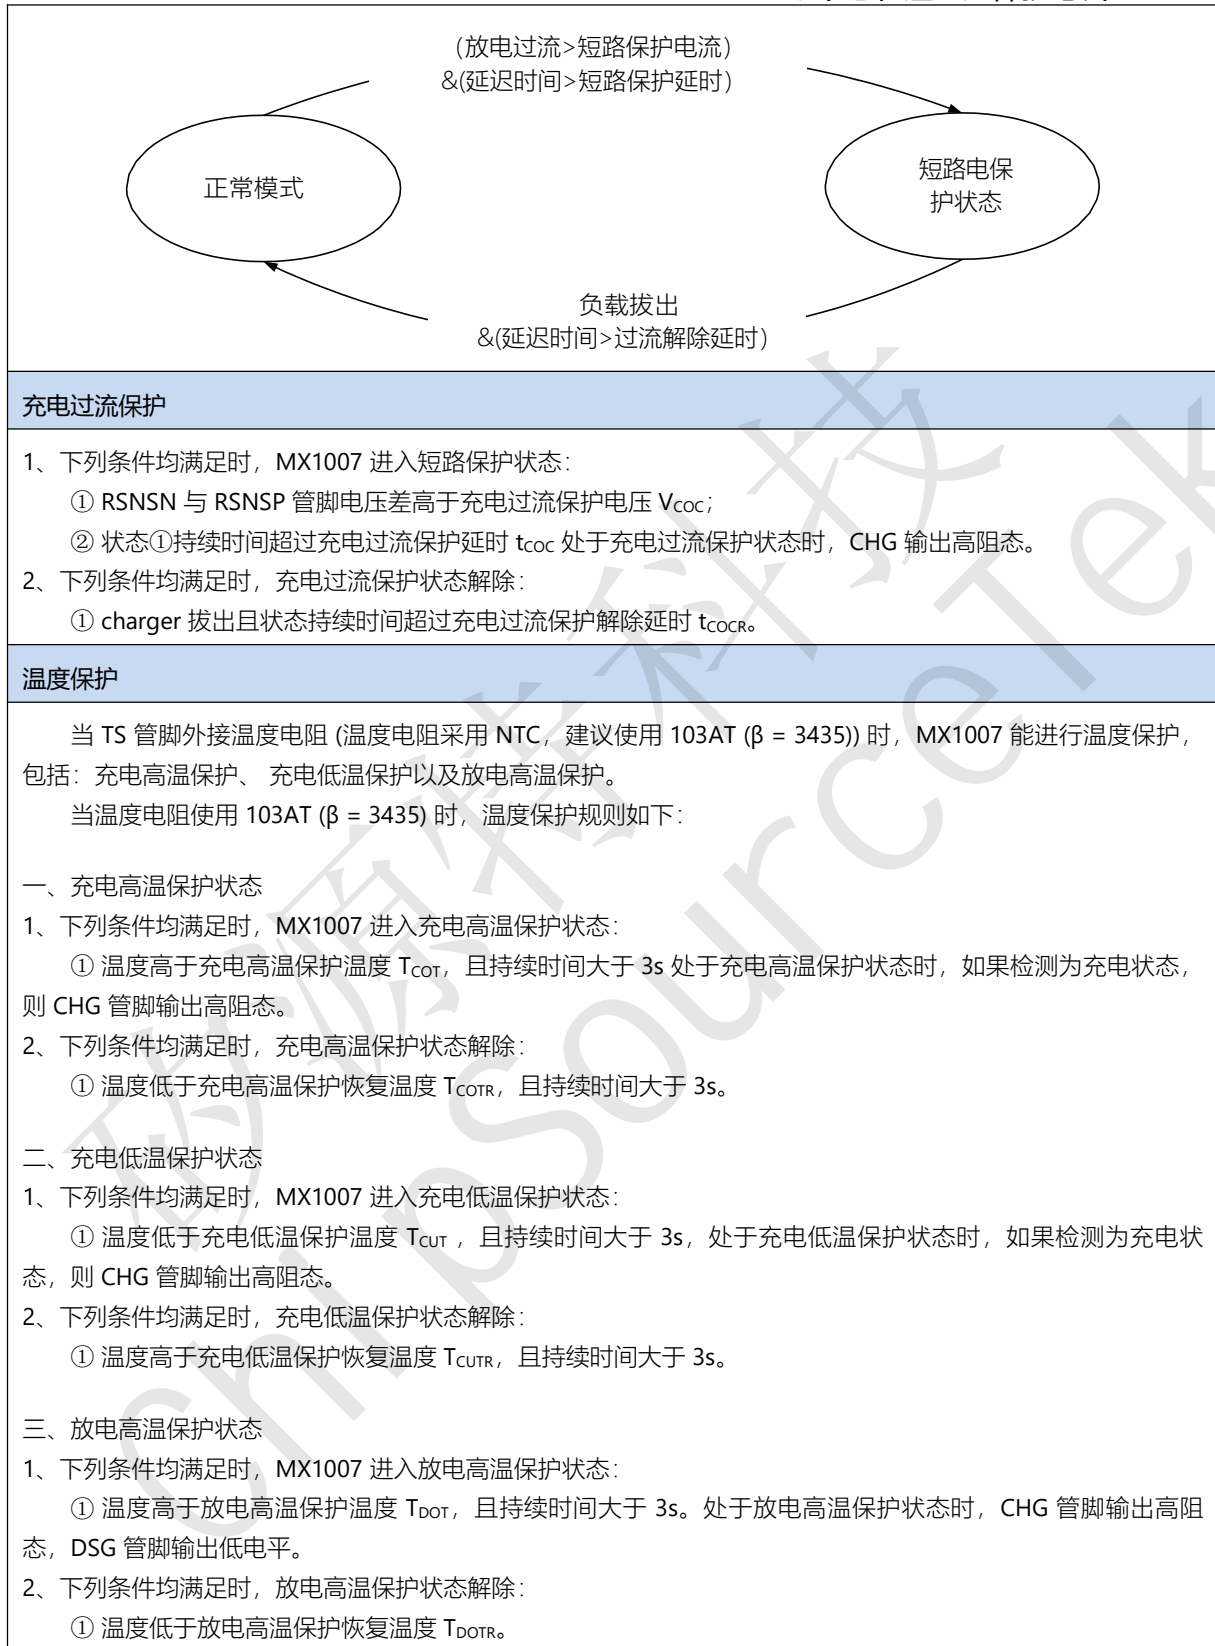 (放电过流>短路保护电流)
&(延迟时间>短路保护延时)
正常模式
短路电保
护状态
负载拔出
&(延迟时间>过流解除延时)
充电过流保护
1、下列条件均满足时，MX1007 进入短路保护状态：
① RSNSN 与 RSNSP 管脚电压差高于充电过流保护电压 VCOC；
② 状态①持续时间超过充电过流保护延时 tCOC 处于充电过流保护状态时，CHG 输出高阻态。
2、下列条件均满足时，充电过流保护状态解除：
① charger 拔出且状态持续时间超过充电过流保护解除延时 tCOCR。
温度保护
当 TS 管脚外接温度电阻 (温度电阻采用 NTC，建议使用 103AT (β = 3435)) 时，MX1007 能进行温度保护，
包括：充电高温保护、 充电低温保护以及放电高温保护。
当温度电阻使用 103AT (β = 3435) 时，温度保护规则如下：
一、充电高温保护状态
1、下列条件均满足时，MX1007 进入充电高温保护状态：
① 温度高于充电高温保护温度 TCOT，且持续时间大于 3s 处于充电高温保护状态时，如果检测为充电状态，
则 CHG 管脚输出高阻态。
2、下列条件均满足时，充电高温保护状态解除：
① 温度低于充电高温保护恢复温度 TCOTR，且持续时间大于 3s。
二、充电低温保护状态
1、下列条件均满足时，MX1007 进入充电低温保护状态：
① 温度低于充电低温保护温度 TCUT ，且持续时间大于 3s，处于充电低温保护状态时，如果检测为充电状
态，则 CHG 管脚输出高阻态。
2、下列条件均满足时，充电低温保护状态解除：
① 温度高于充电低温保护恢复温度 TCUTR，且持续时间大于 3s。
三、放电高温保护状态
1、下列条件均满足时，MX1007 进入放电高温保护状态：
① 温度高于放电高温保护温度 TDOT，且持续时间大于 3s。处于放电高温保护状态时，CHG 管脚输出高阻
态，DSG 管脚输出低电平。
2、下列条件均满足时，放电高温保护状态解除：
① 温度低于放电高温保护恢复温度 TDOTR。
矽源特科技
ChipSourceTek